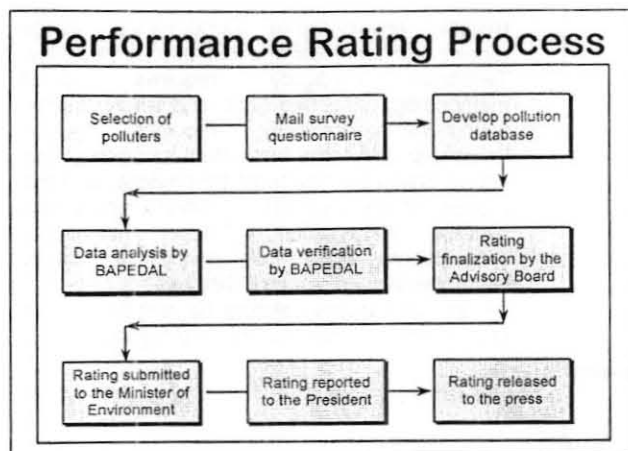 Performance Rating Process
Selection of
polluters
Mail survey
questionnaire
Develop pollution
database
Data analysis by
BAPEDAL
Data verification
by BAPEDAL
Rating
finalization by the
Advisory Board
Rating submitted
to the Minister of
Environment
Rating reported
to the President
Rating released
to the press